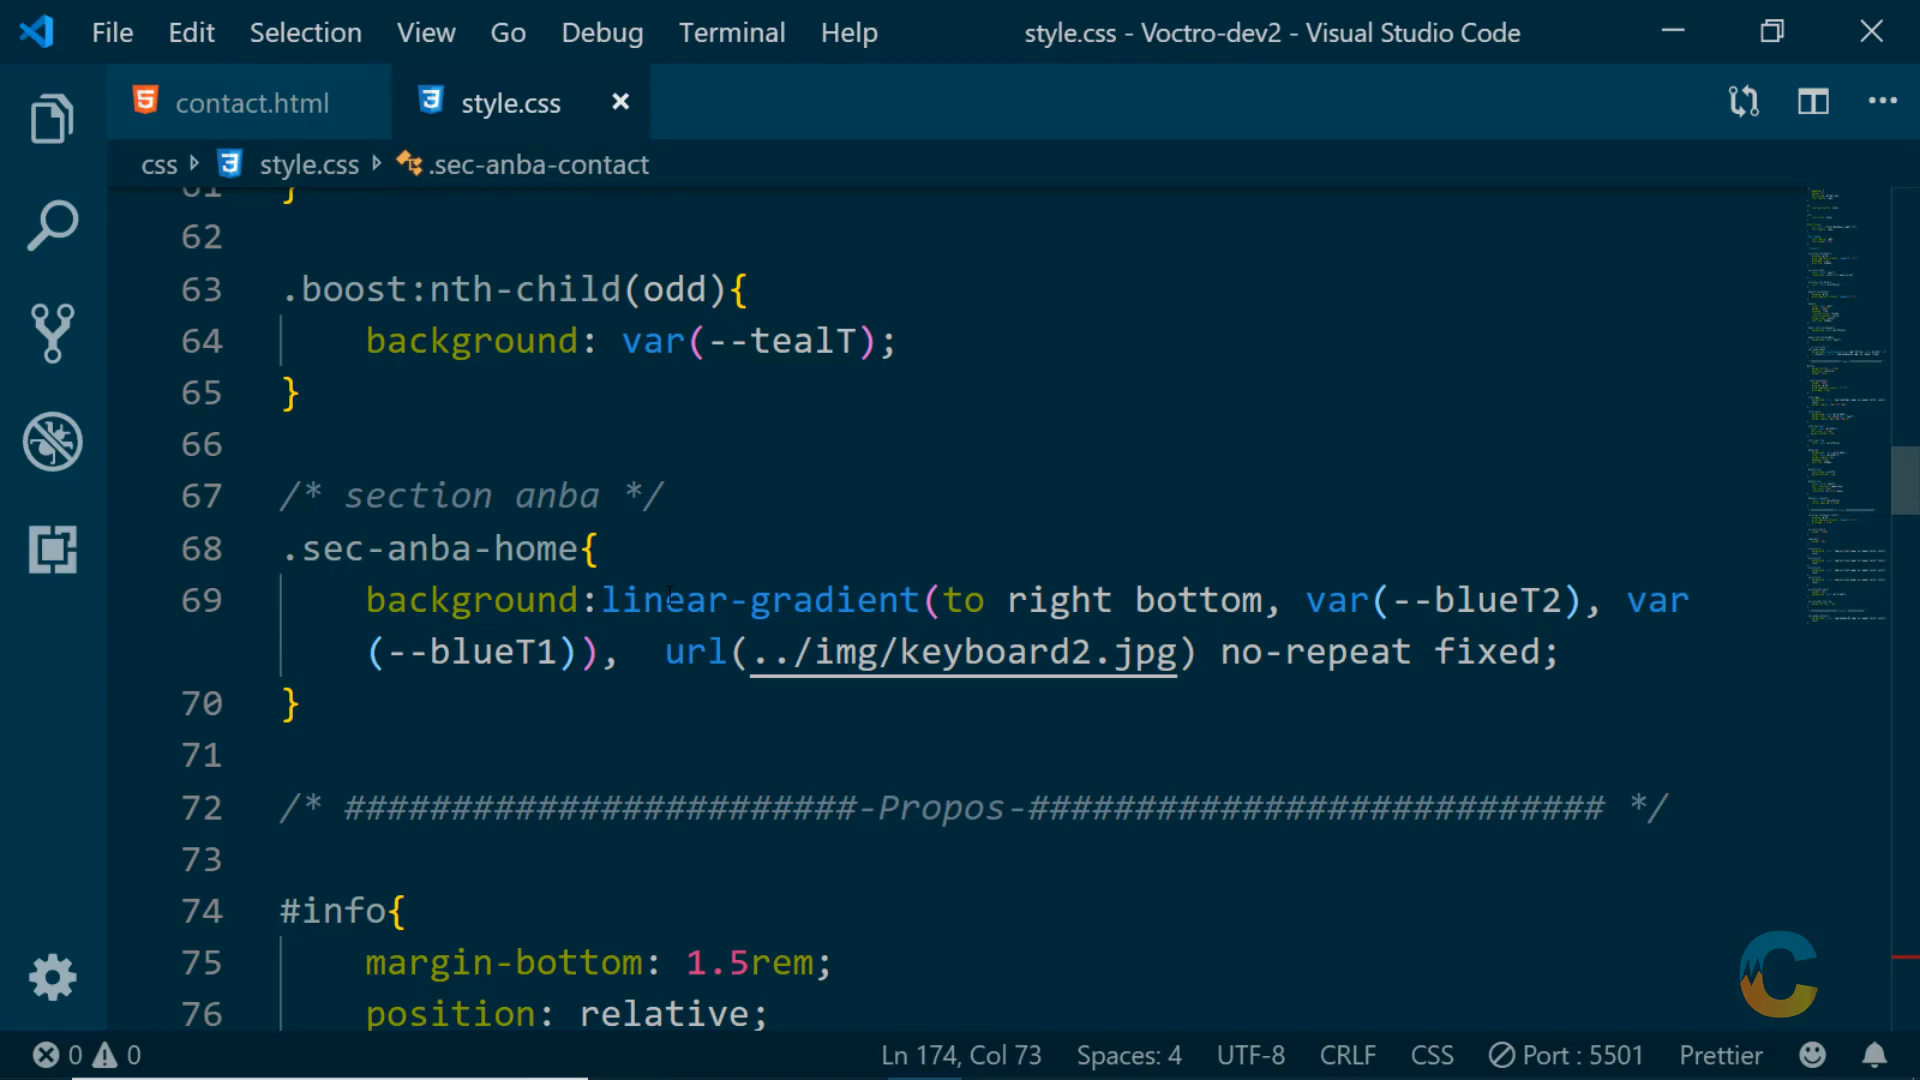 File Edit Selection View Go Debug Terminal Help style.css - Voctro-dev2 - Visual Studio Code
contact.html style.css
css style.css .sec-anba-contact
61 }
62
63 .boost:nth-child(odd){
64 background: var(--tealT);
65 }
66
67 /* section anba */
68 .sec-anba-home{
69 background:linear-gradient(to right bottom, var(--blueT2), var
(--blueT1)),  url(../img/keyboard2.jpg) no-repeat fixed;
70 }
71
72 /* ########################-Propos-########################### */
73
74 #info{
75 margin-bottom: 1.5rem;
76 position: relative;
0 0 Ln 174, Col 73 Spaces: 4 UTF-8 CRLF CSS Port : 5501 Prettier